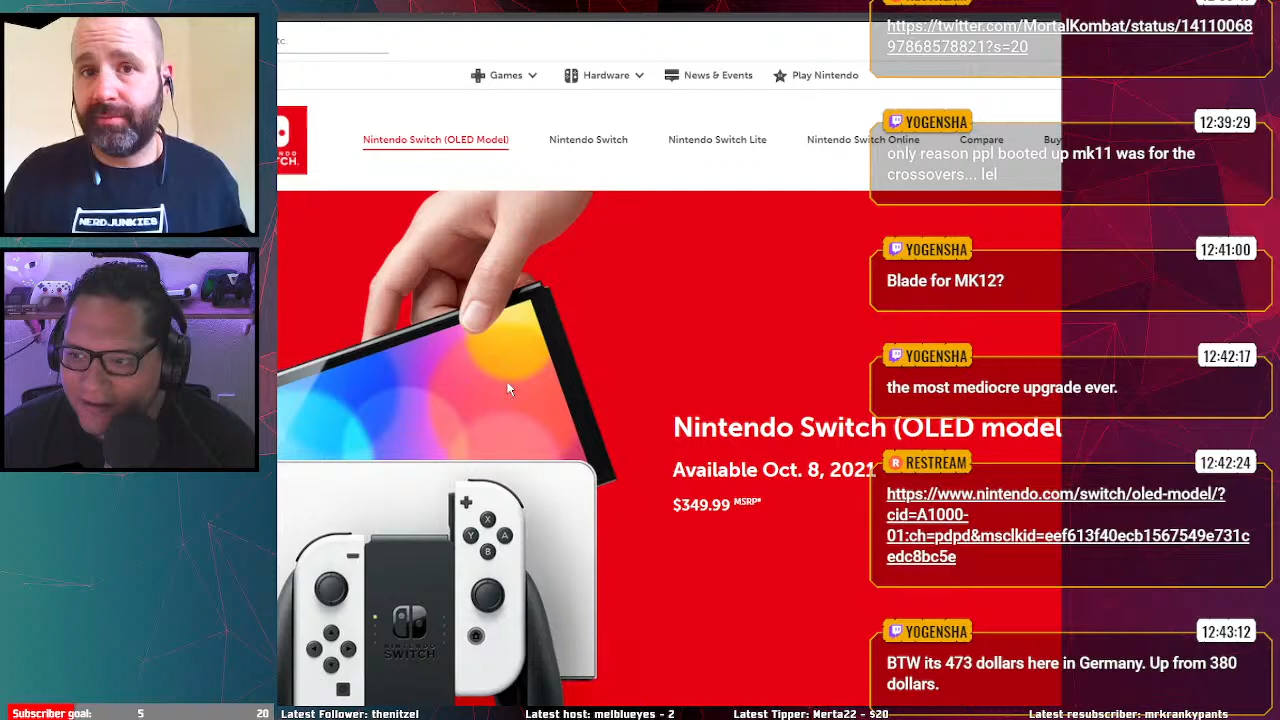 NERDJUNKIES
tc.
Games
Hardware
News & Events
Play Nintendo
NDO
CH.
Nintendo Switch (OLED Model)
Nintendo Switch
Nintendo Switch Lite
Nintendo Switch Online
Compare
Buy
Nintendo Switch (OLED model
Available Oct. 8, 2021
$349.99 MSRP*
X
Y
A
B
NINTENDO
SWITCH
https://twitter.com/MortalKombat/status/14110068
97868578821?s=20
YOGENSHA
12:39:29
only reason ppl booted up mk11 was for the
crossovers... lel
YOGENSHA
12:41:00
Blade for MK12?
YOGENSHA
12:42:17
the most mediocre upgrade ever.
RESTREAM
12:42:24
https://www.nintendo.com/switch/oled-model/?
cid=A1000-
01:ch=pdpd&msclkid=eef613f40ecb1567549e731c
edc8bc5e
YOGENSHA
12:43:12
BTW its 473 dollars here in Germany. Up from 380
dollars.
Subscriber goal: 5 20
Latest Follower: thenitzel
Latest host: melblueyes - 2
Latest Tipper: Merta22 - $20
Latest resubscriber: mrkrankypants